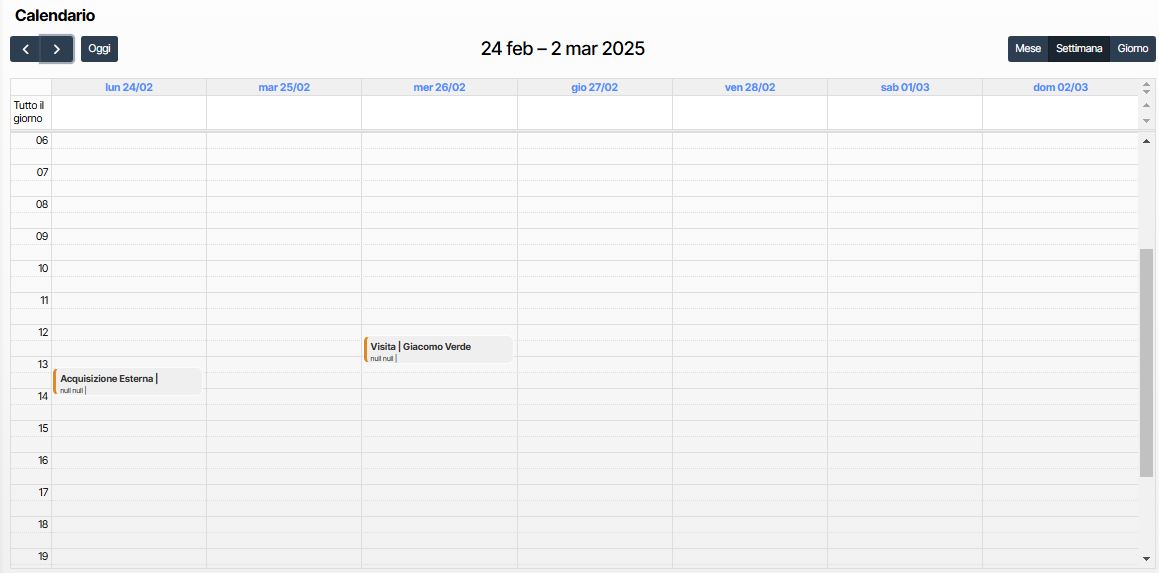 Calendario
Oggi
24 feb – 2 mar 2025
Mese Settimana Giorno
lun 24/02 mar 25/02 mer 26/02 gio 27/02 ven 28/02 sab 01/03 dom 02/03
Tutto il
giorno
06
07
08
09
10
11
12
Visita | Giacomo Verde
null null |
13
Acquisizione Esterna |
null null |
14
15
16
17
18
19